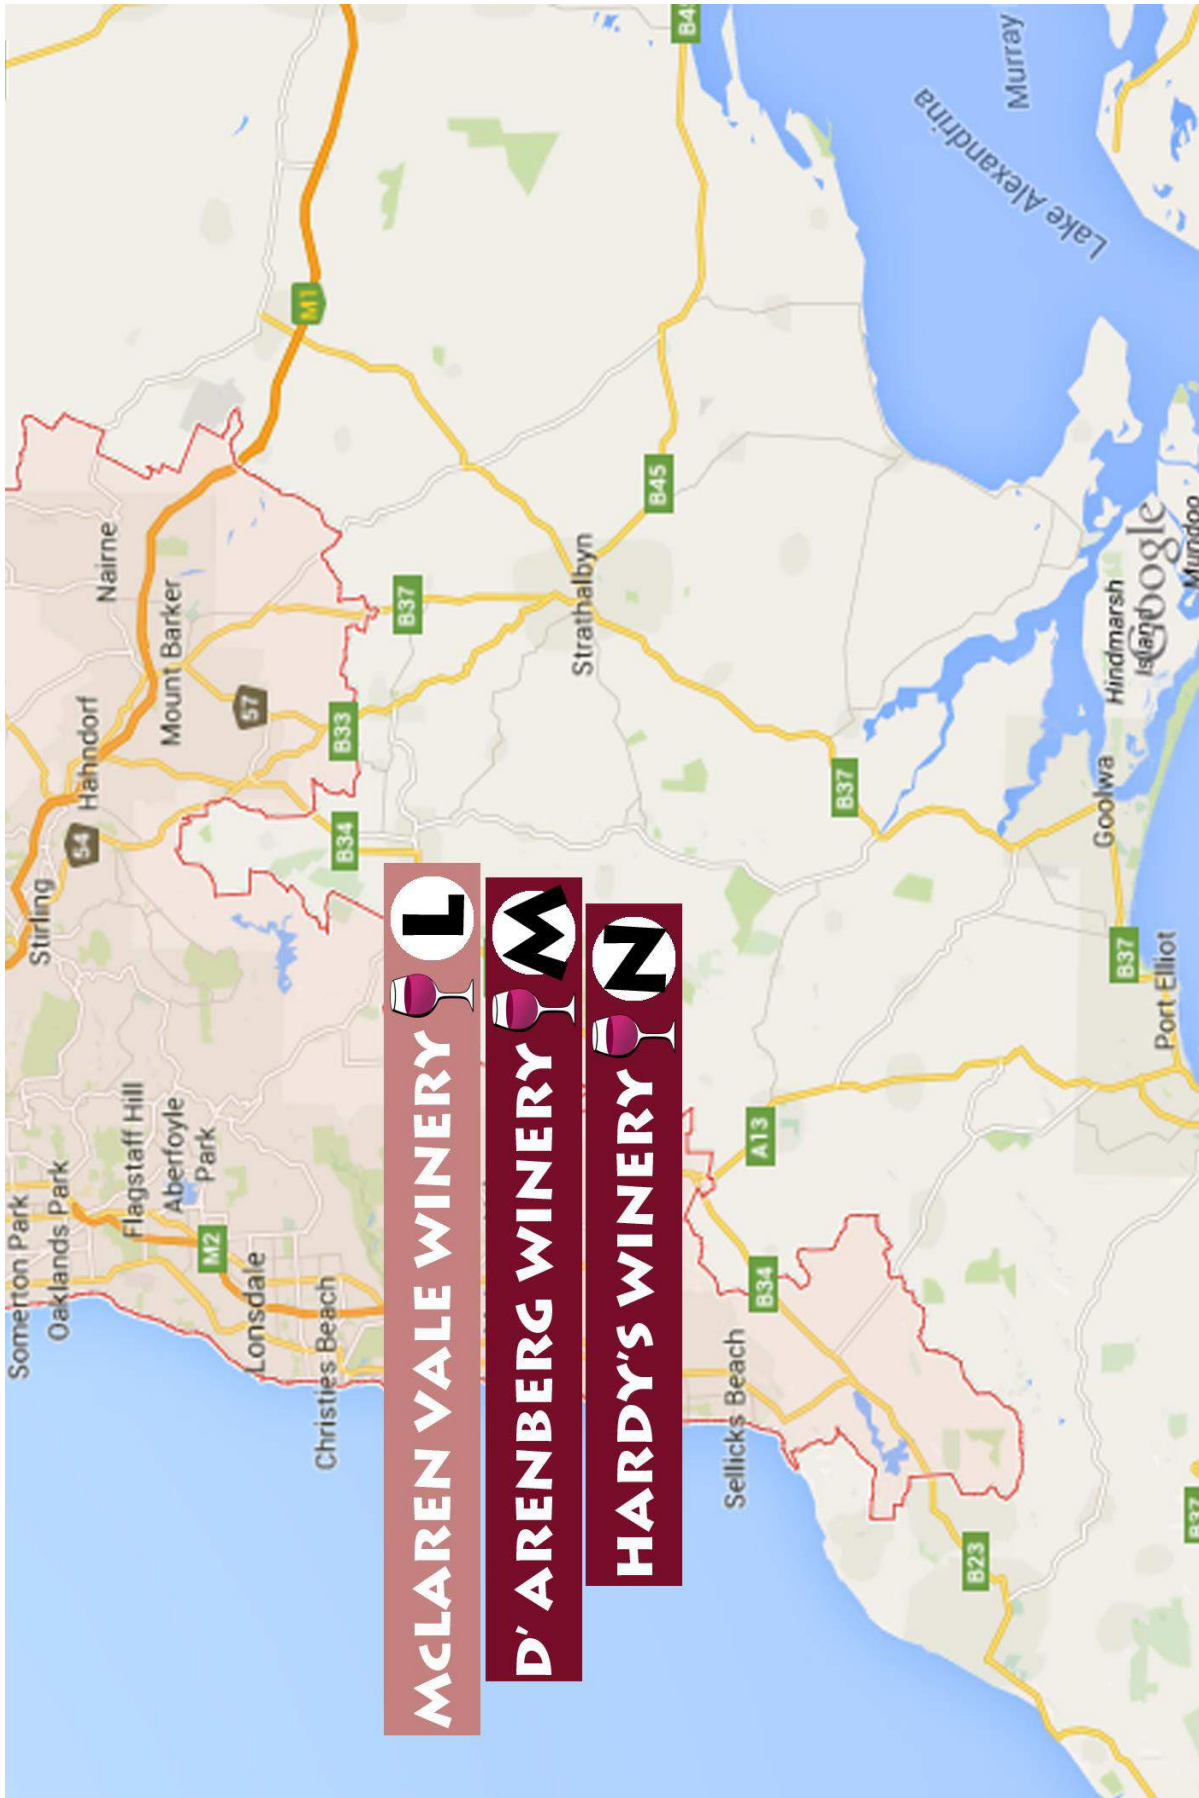 Somerton Park
Stirling
Oaklands Park
54
Hahndorf
Nairne
Flagstaff Hill
Mount Barker
Aberfoyle
Park
M2
57
Lonsdale
M1
Christies Beach
B34
B33
B37
McLAREN VALE WINERY L
D' ARENBERG WINERY M
Strathalbyn
HARDY'S WINERY N
B45
Sellicks Beach
A13
B34
B37
Lake Alexandrina
B23
Murray
Goolwa
Hindmarsh
Island
Google
B37
Port Elliot
Mundoo
B37